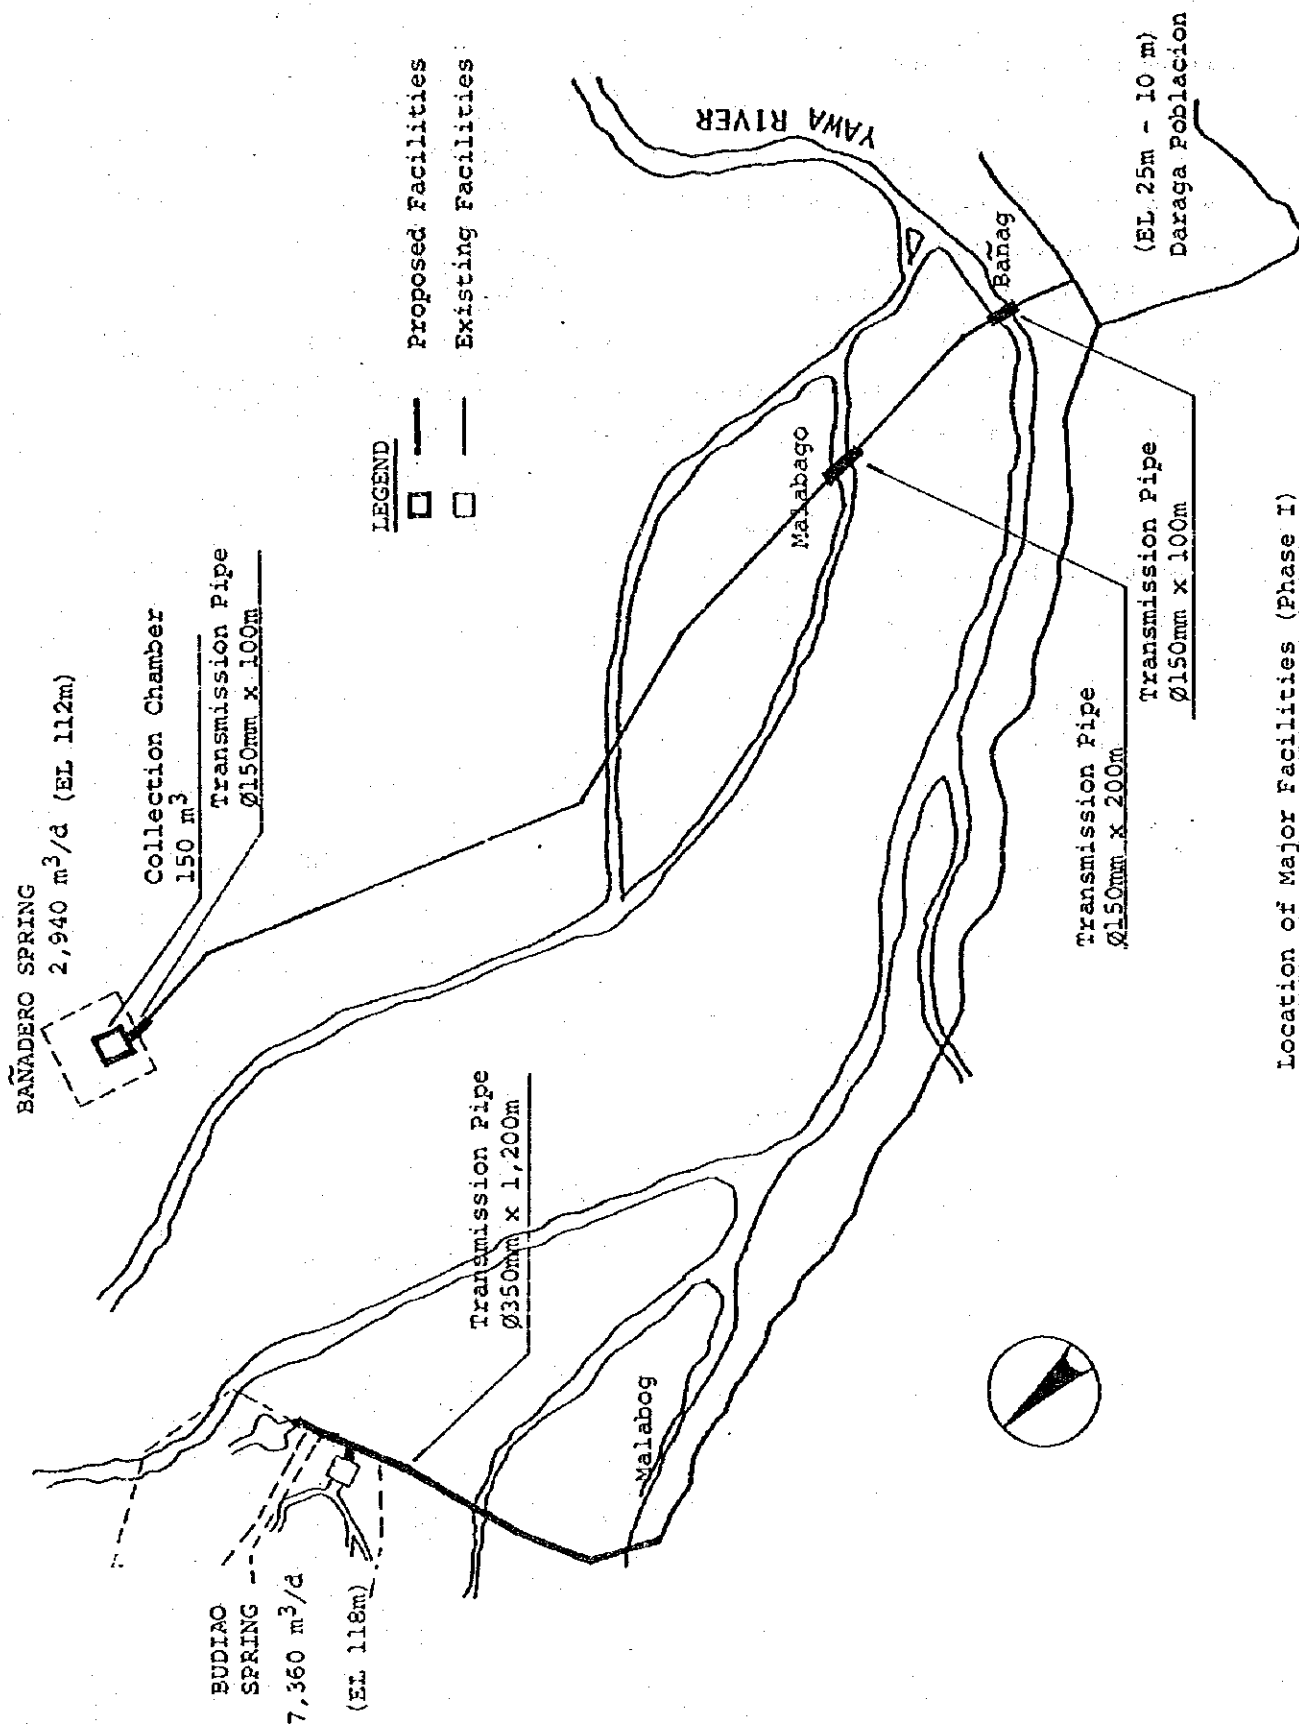 BAÑADERO SPRING
2,940 m³/d (EL 112m)
Collection Chamber
150 m³
Transmission Pipe
Ø150mm x 100m
LEGEND
Proposed Facilities
Existing Facilities
YAWA RIVER
BUDIAO
SPRING
7,360 m³/d
(EL 118m)
Transmission Pipe
Ø350mm x 1,200m
Malabog
Malabago
Bañag
(EL 25m - 10 m)
Daraga Poblacion
Transmission Pipe
Ø150mm x 200m
Transmission Pipe
Ø150mm x 100m
Location of Major Facilities (Phase I)